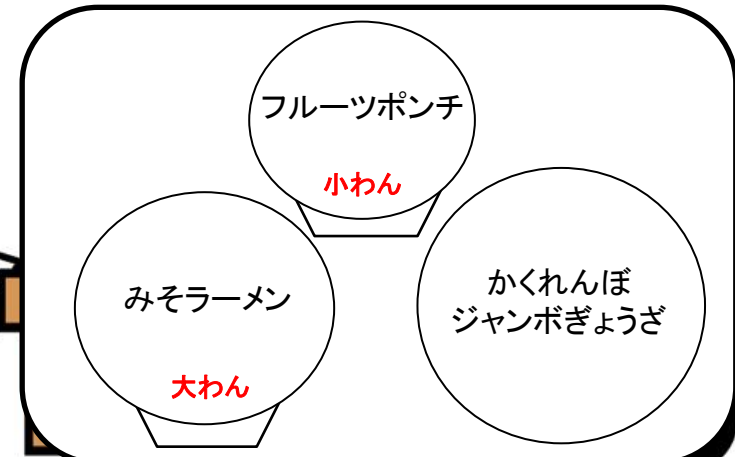 フルーツポンチ
小わん
みそラーメン
大わん
かくれんぼ
ジャンボぎょうざ